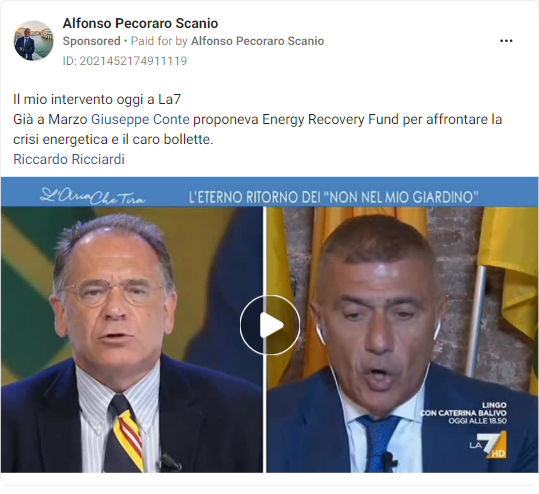 Alfonso Pecoraro Scanio
Sponsored • Paid for by Alfonso Pecoraro Scanio
ID: 2021452174911119
Il mio intervento oggi a La7
Già a Marzo Giuseppe Conte proponeva Energy Recovery Fund per affrontare la
crisi energetica e il caro bollette.
Riccardo Ricciardi
L'Aria Che Tira
L'ETERNO RITORNO DEI "NON NEL MIO GIARDINO"
LINGO
CON CATERINA BALIVO
OGGI ALLE 18.50
LA7 HD